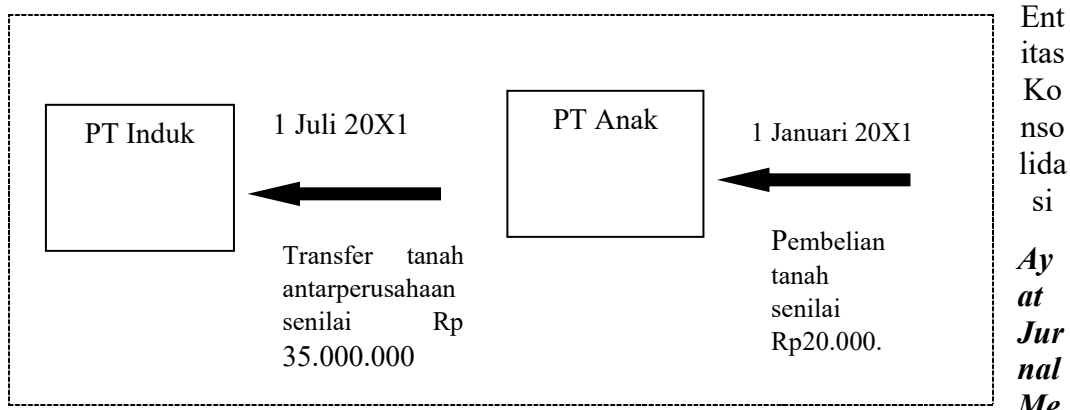 PT Induk
1 Juli 20X1
Transfer tanah
antarperusahaan
senilai Rp
35.000.000
PT Anak
1 Januari 20X1
Pembelian
tanah
senilai
Rp20.000.
Ent
itas
Ko
nso
lida
si
Ay
at
Jur
nal